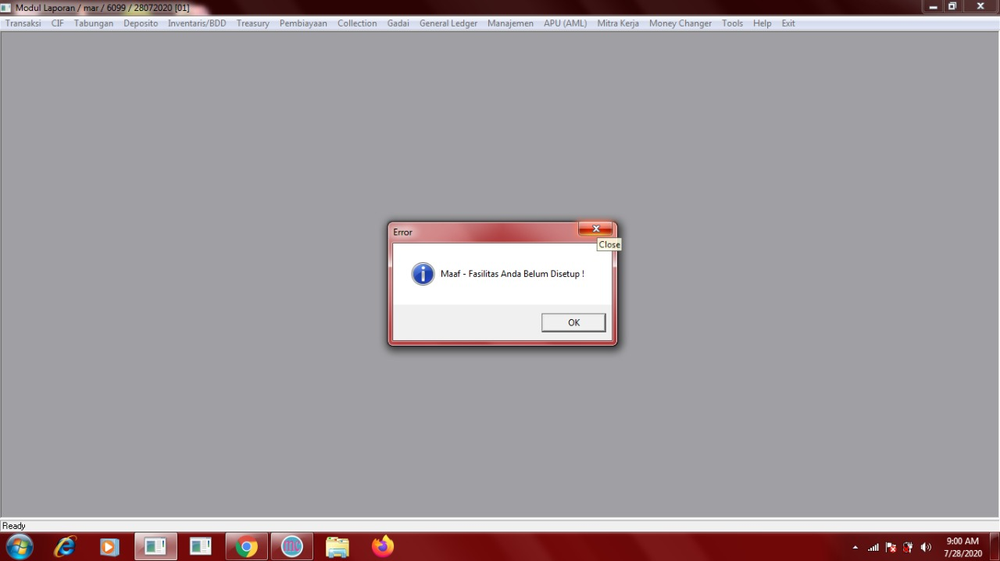 Modul Laporan / mar / 6099 / 28072020 [01]
Transaksi CIF Tabungan Deposito Inventaris/BDD Treasury Pembiayaan Collection Gadai General Ledger Manajemen APU (AML) Mitra Kerja Money Changer Tools Help Exit
Error
Close
Maaf - Fasilitas Anda Belum Disetup !
OK
Ready
9:00 AM
7/28/2020